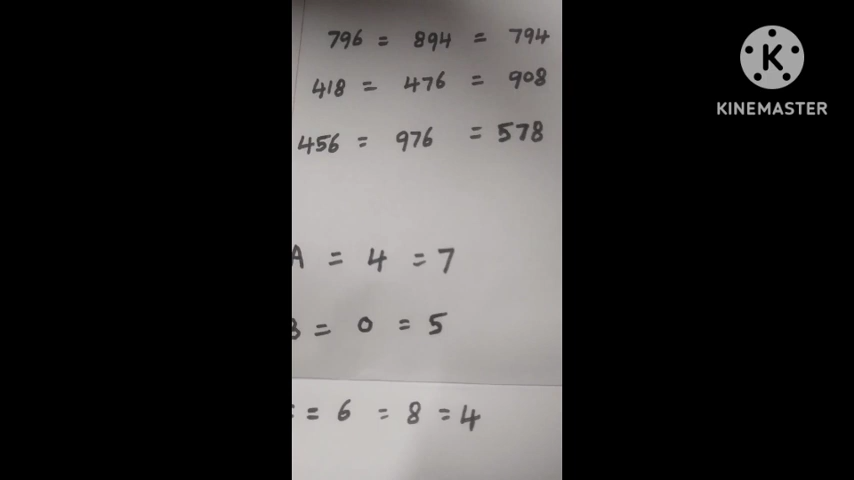 796 = 894 = 794
418 = 476 = 908
456 = 976 = 578
A = 4 = 7
B = 0 = 5
= 6 = 8 = 4
K
KINEMASTER